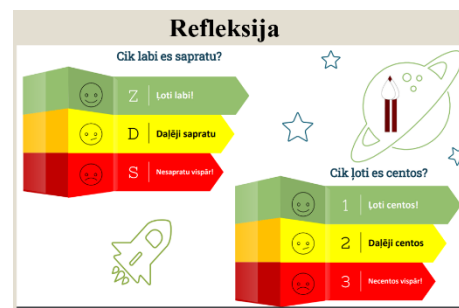 Refleksija
Cik labi es sapratu?
Z Ļoti labi!
D Daļēji sapratu
S Nesapratu vispār!
Cik ļoti es centos?
1 Ļoti centos!
2 Daļēji centos
3 Necentos vispār!